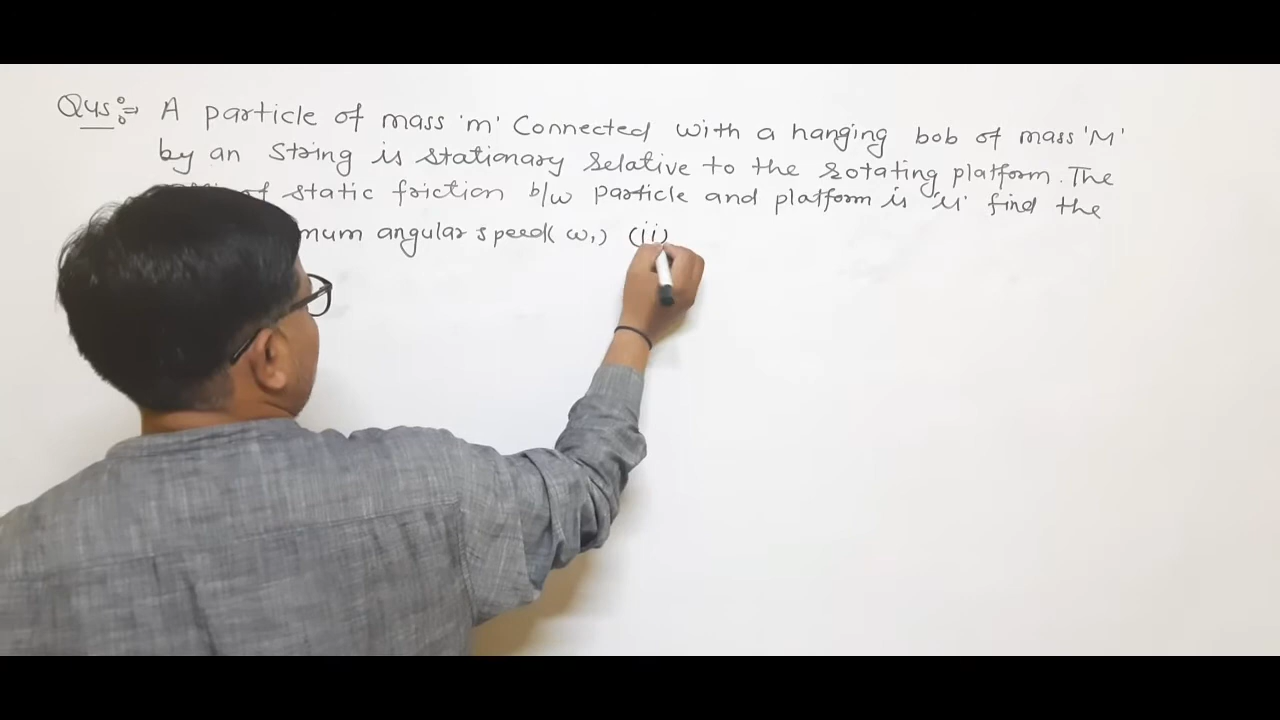 Qus:⇒ A particle of mass 'm' Connected with a hanging bob of mass 'M'
by an string is stationary relative to the rotating platform. The
of static friction b/w particle and platform is 'μ' find the
mum angular speed( ω,) (ii)